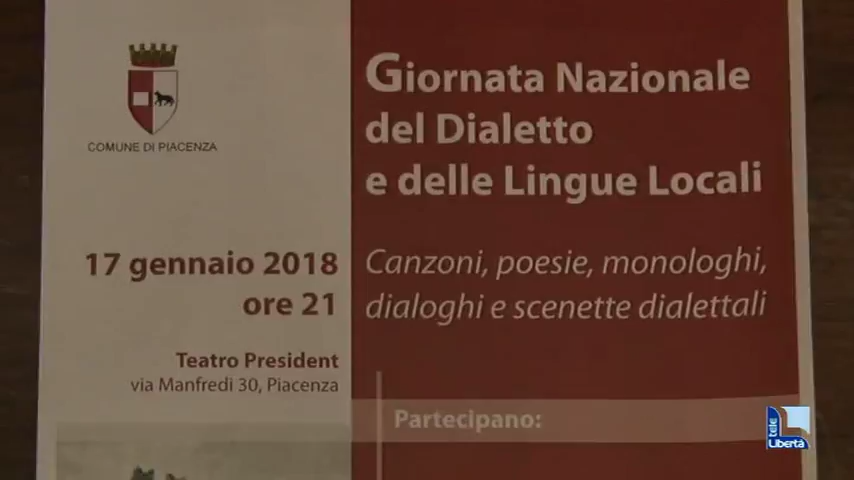 COMUNE DI PIACENZA
17 gennaio 2018
ore 21
Teatro President
via Manfredi 30, Piacenza
Giornata Nazionale
del Dialetto
e delle Lingue Locali
Canzoni, poesie, monologhi,
dialoghi e scenette dialettali
Partecipano:
tele
Libertà